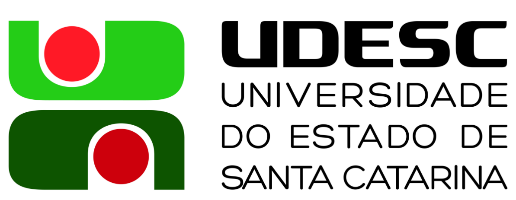 UDESC
UNIVERSIDADE
DO ESTADO DE
SANTA CATARINA